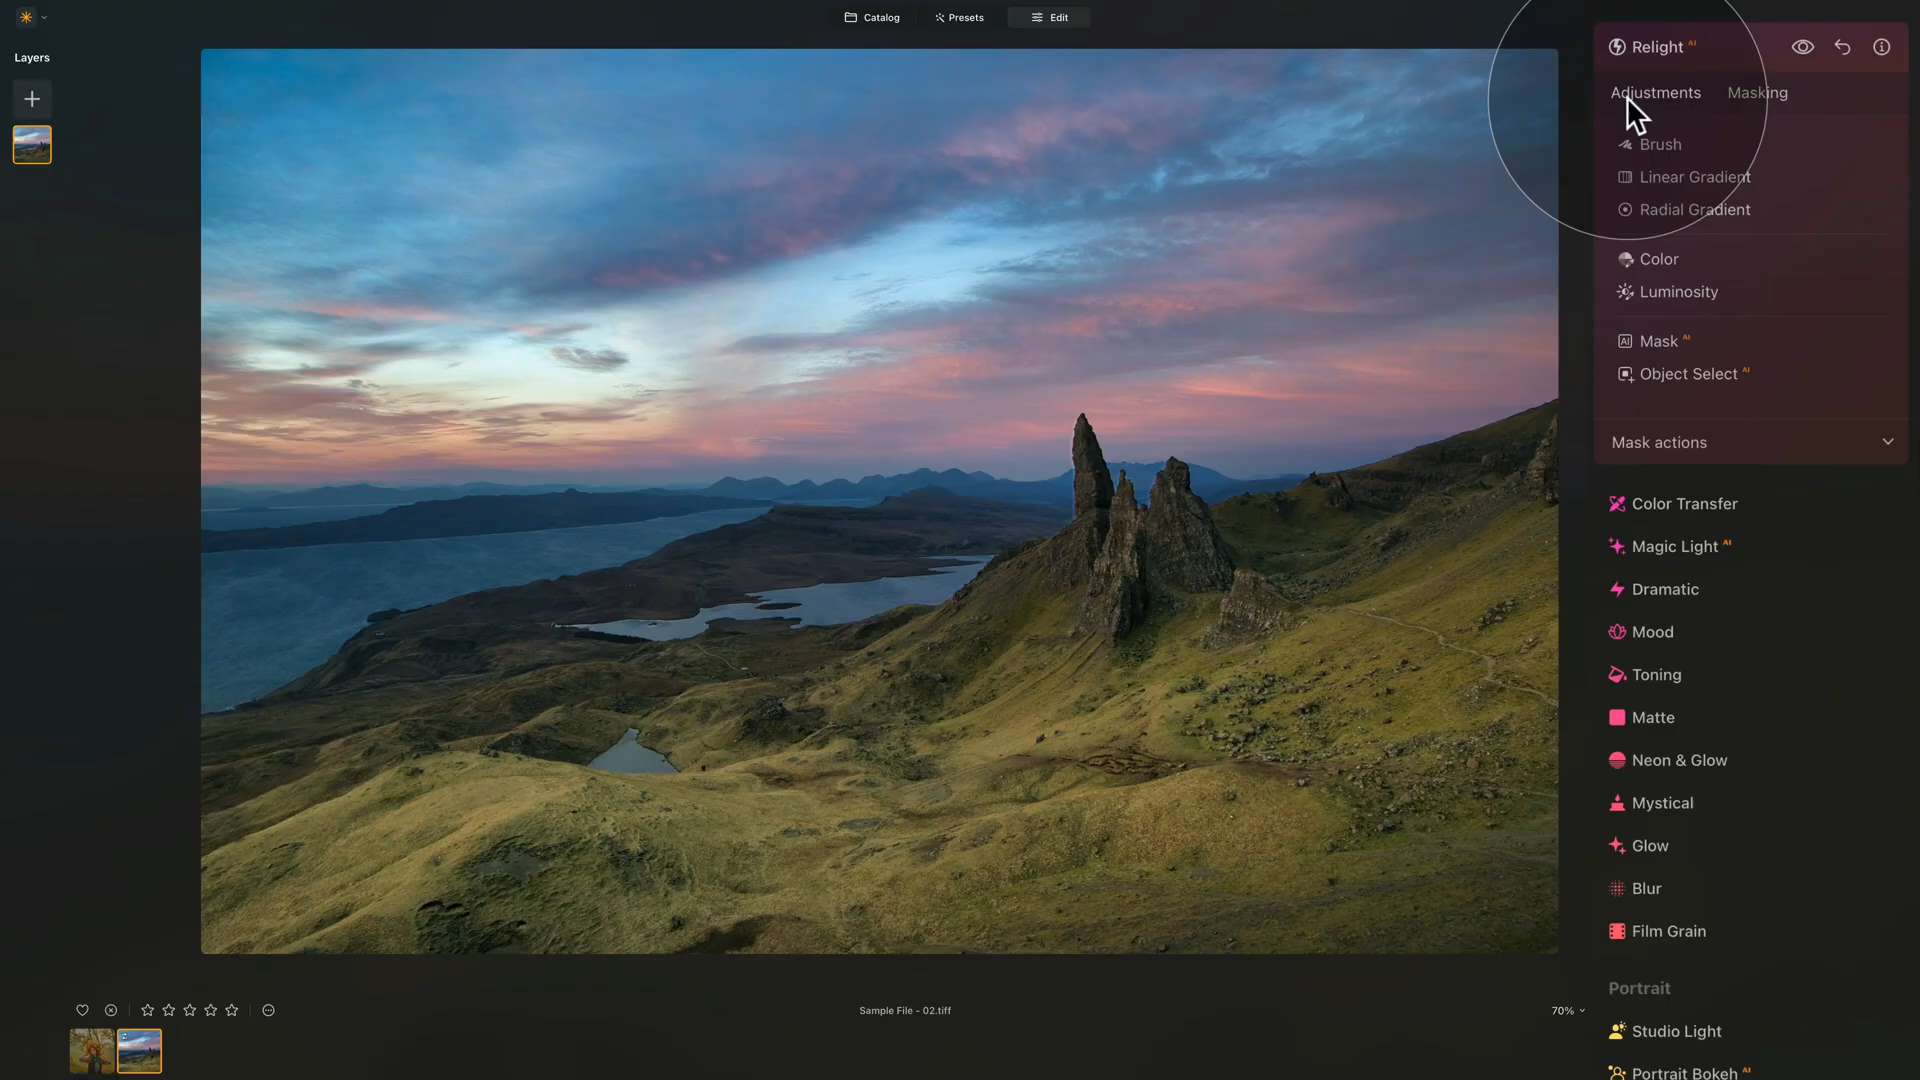 Catalog
Presets
Edit
Layers
Relight AI
Adjustments
Masking
Brush
Linear Gradient
Radial Gradient
Color
Luminosity
AI Mask AI
Object Select AI
Mask actions
Color Transfer
Magic Light AI
Dramatic
Mood
Toning
Matte
Neon & Glow
Mystical
Glow
Blur
Film Grain
Portrait
Studio Light
Portrait Bokeh AI
Sample File - 02.tiff
70%